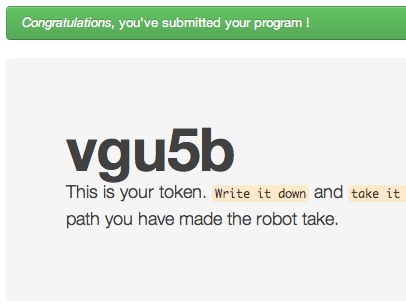 Congratulations, you've submitted your program !
vgu5b
This is your token. Write it down and take it
path you have made the robot take.